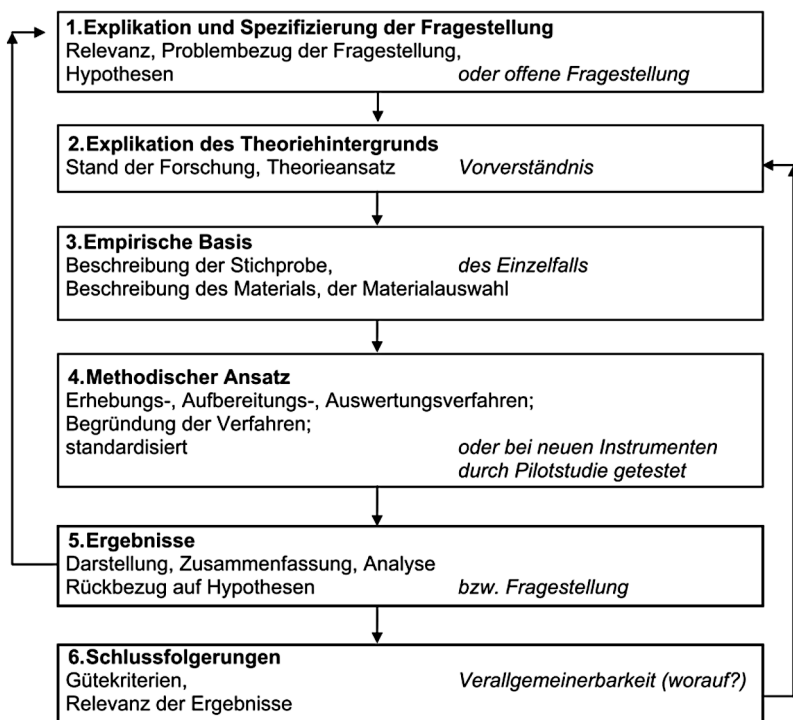 1.Explikation und Spezifizierung der Fragestellung
Relevanz, Problembezug der Fragestellung,
Hypothesen oder offene Fragestellung
2.Explikation des Theoriehintergrunds
Stand der Forschung, Theorieansatz Vorverständnis
3.Empirische Basis
Beschreibung der Stichprobe, des Einzelfalls
Beschreibung des Materials, der Materialauswahl
4.Methodischer Ansatz
Erhebungs-, Aufbereitungs-, Auswertungsverfahren;
Begründung der Verfahren;
standardisiert oder bei neuen Instrumenten
durch Pilotstudie getestet
5.Ergebnisse
Darstellung, Zusammenfassung, Analyse
Rückbezug auf Hypothesen bzw. Fragestellung
6.Schlussfolgerungen
Gütekriterien, Verallgemeinerbarkeit (worauf?)
Relevanz der Ergebnisse